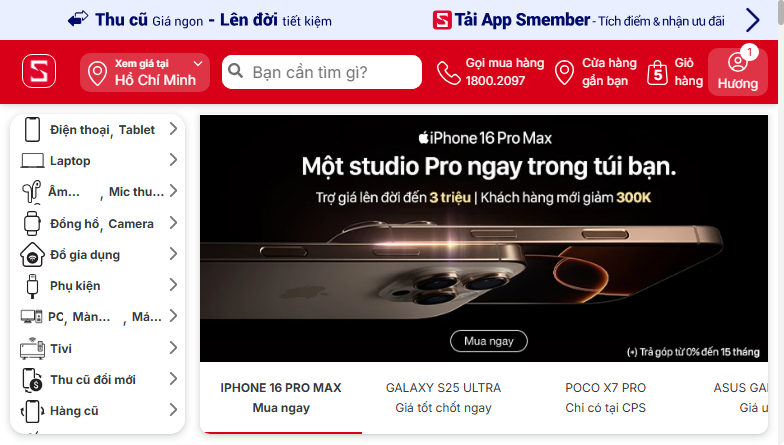 Thu cũ Giá ngon - Lên đời tiết kiệm
S Tải App Smember - Tích điểm & nhận ưu đãi
S
Xem giá tại
Hồ Chí Minh
Bạn cần tìm gì?
Gọi mua hàng
1800.2097
Cửa hàng
gần bạn
S
Giỏ
hàng
1
Hương
Điện thoại, Tablet
Laptop
Âm... , Mic thu...
Đồng hồ, Camera
Đồ gia dụng
Phụ kiện
PC, Màn... , Má...
Tivi
Thu cũ đổi mới
Hàng cũ
iPhone 16 Pro Max
Một studio Pro ngay trong túi bạn.
Trợ giá lên đời đến 3 triệu | Khách hàng mới giảm 300K
Mua ngay
(+) Trả góp từ 0% đến 15 tháng
IPHONE 16 PRO MAX
Mua ngay
GALAXY S25 ULTRA
Giá tốt chốt ngay
POCO X7 PRO
Chỉ có tại CPS
ASUS GA
Giá u